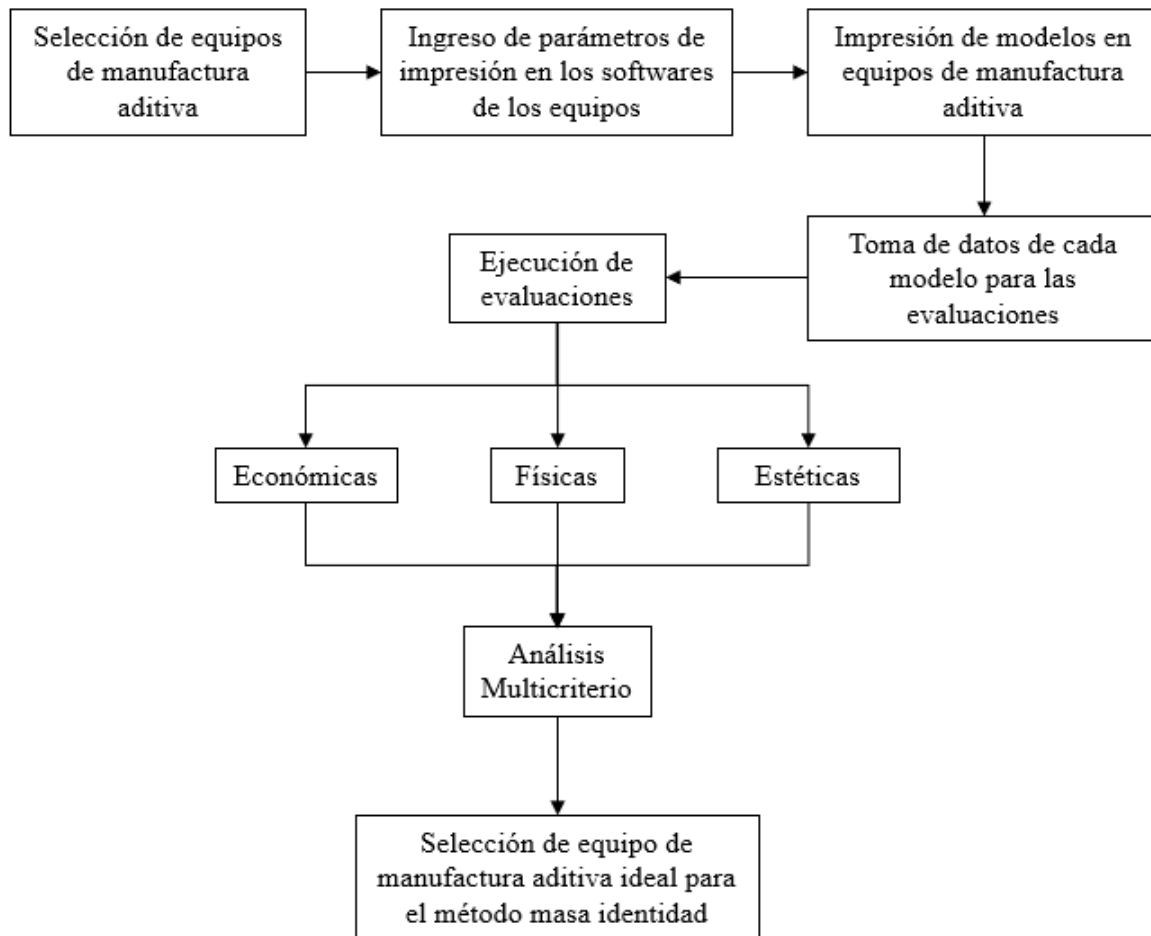 Selección de equipos
de manufactura
aditiva
Ingreso de parámetros de
impresión en los softwares
de los equipos
Impresión de modelos en
equipos de manufactura
aditiva
Toma de datos de cada
modelo para las
evaluaciones
Ejecución de
evaluaciones
Económicas
Físicas
Estéticas
Análisis
Multicriterio
Selección de equipo de
manufactura aditiva ideal para
el método masa identidad